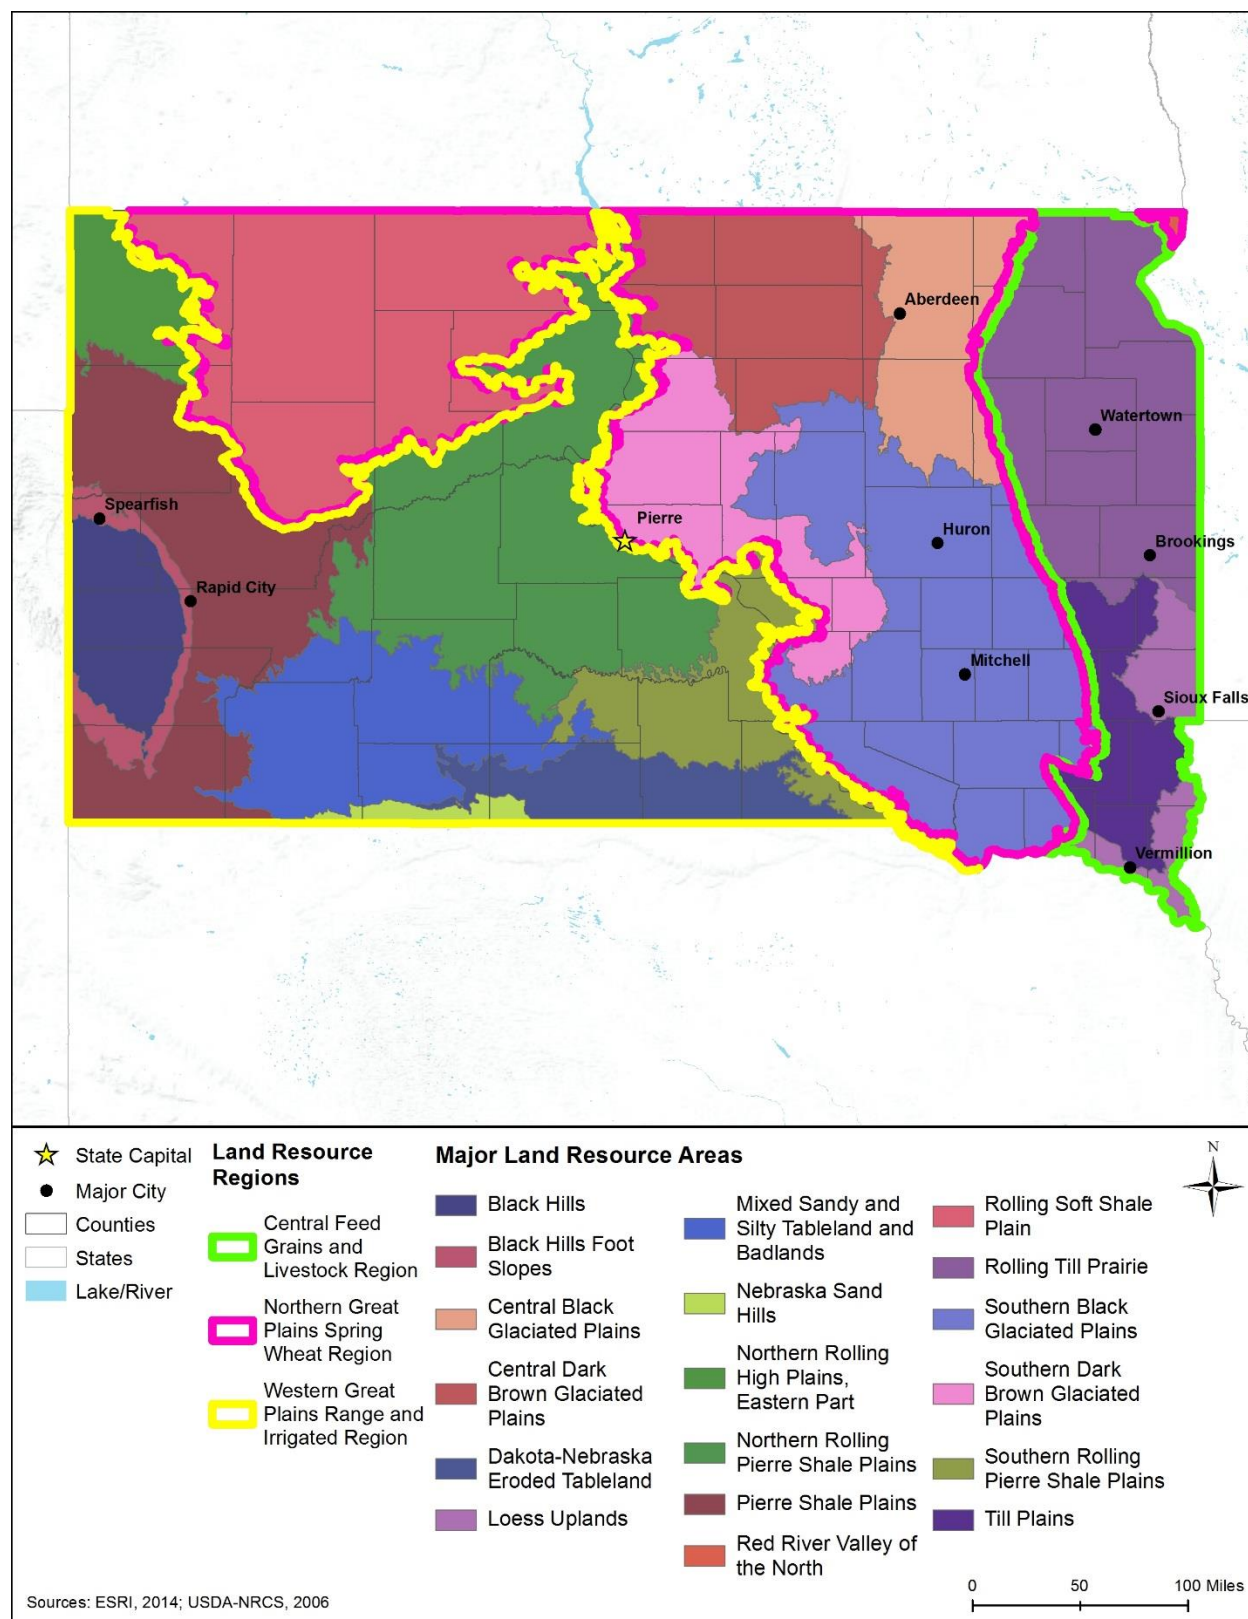 Aberdeen
Watertown
Spearfish
Pierre
Huron
Brookings
Rapid City
Mitchell
Sioux Falls
Vermillion
State Capital
Major City
Counties
States
Lake/River
Land Resource
Regions
Central Feed
Grains and
Livestock Region
Northern Great
Plains Spring
Wheat Region
Western Great
Plains Range and
Irrigated Region
Major Land Resource Areas
Black Hills
Black Hills Foot
Slopes
Central Black
Glaciated Plains
Central Dark
Brown Glaciated
Plains
Dakota-Nebraska
Eroded Tableland
Loess Uplands
Mixed Sandy and
Silty Tableland and
Badlands
Nebraska Sand
Hills
Northern Rolling
High Plains,
Eastern Part
Northern Rolling
Pierre Shale Plains
Pierre Shale Plains
Red River Valley of
the North
Rolling Soft Shale
Plain
Rolling Till Prairie
Southern Black
Glaciated Plains
Southern Dark
Brown Glaciated
Plains
Southern Rolling
Pierre Shale Plains
Till Plains
N
0 50 100 Miles
Sources: ESRI, 2014; USDA-NRCS, 2006